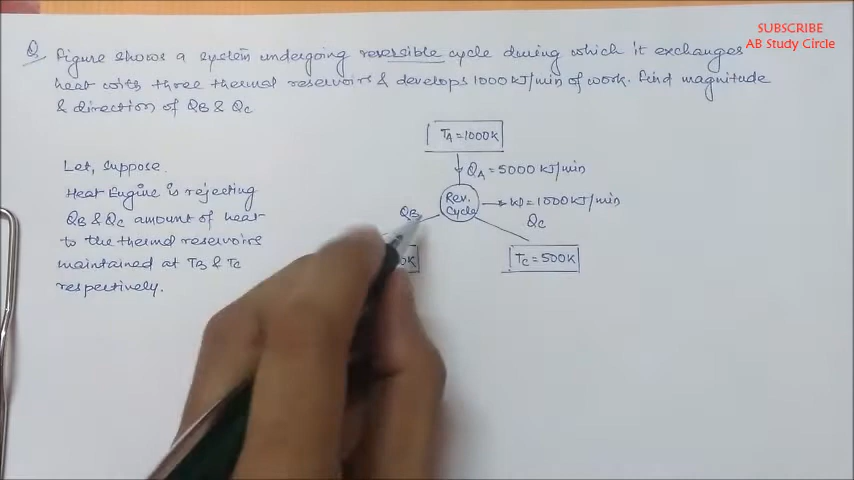 SUBSCRIBE
AB Study Circle
Q. Figure shows a system undergoing reversible cycle during which it exchanges
heat with three thermal reservoirs & develops 1000 KJ/min of work. Find magnitude
& direction of QB & QC
TA=1000K
Let, suppose.
QA = 5000 KJ/min
Heat Engine is rejecting
QB & QC amount of heat
to the thermal reservoirs
maintained at TB & TC
respectively.
Rev. Cycle
W = 1000 KJ/min
QB
QC
0K
TC = 500K